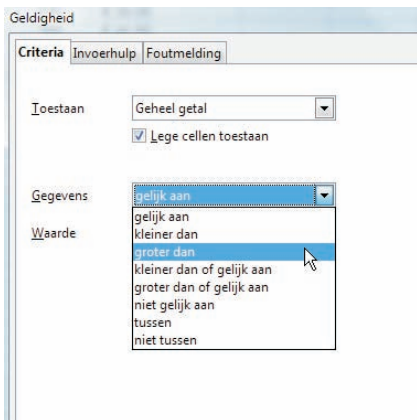 Geldigheid
Criteria Invoerhulp Foutmelding
Toestaan Geheel getal
Lege cellen toestaan
Gegevens gelijk aan
gelijk aan
Waarde kleiner dan
groter dan
kleiner dan of gelijk aan
groter dan of gelijk aan
niet gelijk aan
tussen
niet tussen